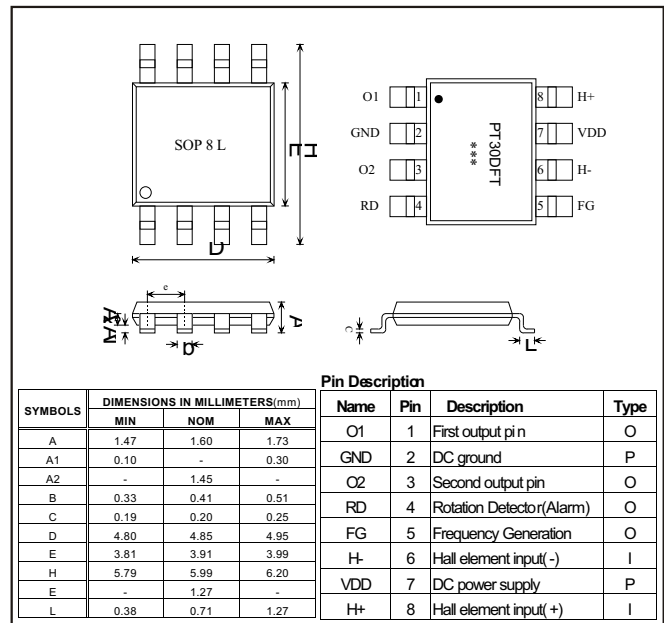 O1 1 8 H+
GND 2 7 VDD
SOP 8 L
PT30DFT
***
O2 3 6 H-
RD 4 5 FG
H
E
D
e
A
b
C
L
Pin Description
SYMBOLS DIMENSIONS IN MILLIMETERS(mm)
MIN NOM MAX
A 1.47 1.60 1.73
A1 0.10 - 0.30
A2 - 1.45 -
B 0.33 0.41 0.51
C 0.19 0.20 0.25
D 4.80 4.85 4.95
E 3.81 3.91 3.99
H 5.79 5.99 6.20
E - 1.27 -
L 0.38 0.71 1.27
Name Pin Description Type
O1 1 First output pin O
GND 2 DC ground P
O2 3 Second output pin O
RD 4 Rotation Detector(Alarm) O
FG 5 Frequency Generation O
H- 6 Hall element input(-) I
VDD 7 DC power supply P
H+ 8 Hall element input(+) I